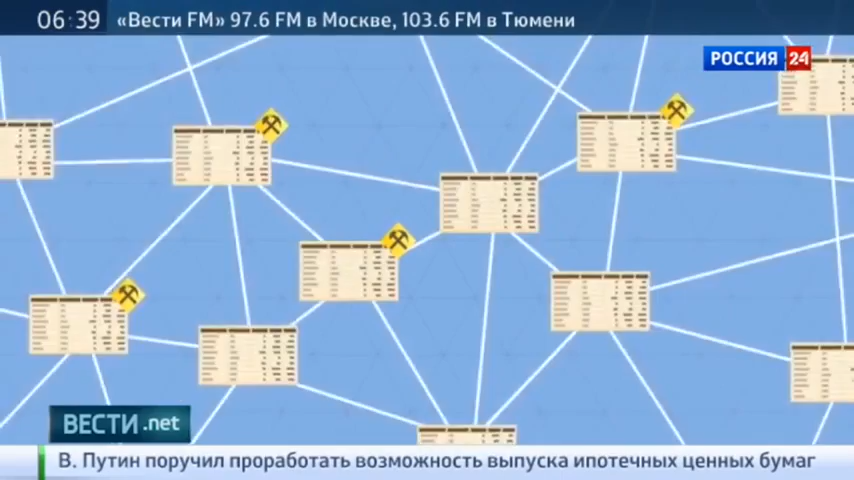 06:39 «Вести FM» 97.6 FM в Москве, 103.6 FM в Тюмени
РОССИЯ 24
ВЕСТИ.net
В. Путин поручил проработать возможность выпуска ипотечных ценных бумаг